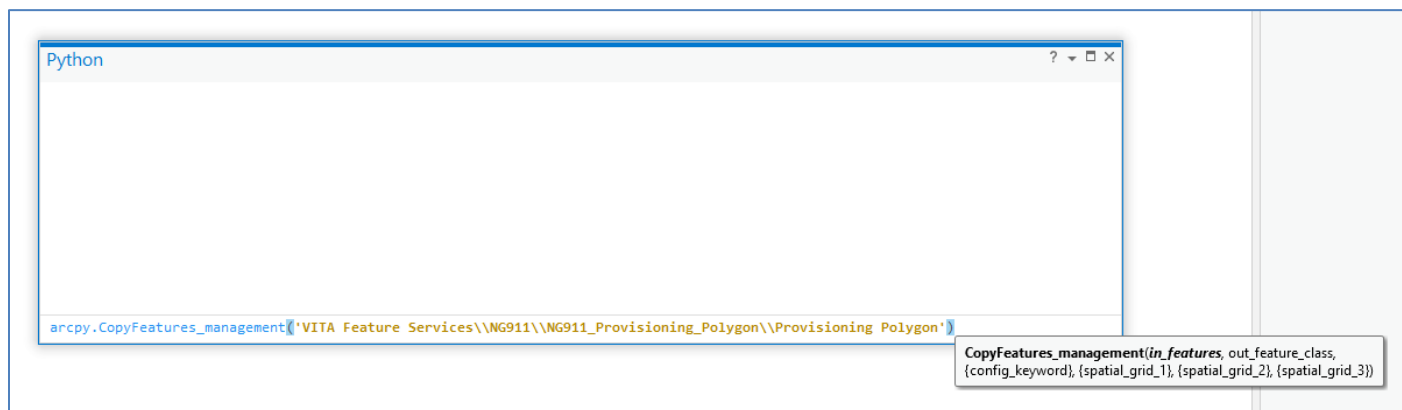 Python
?
arcpy.CopyFeatures_management('VITA Feature Services\\NG911\\NG911_Provisioning_Polygon\\Provisioning Polygon')
CopyFeatures_management(in_features, out_feature_class,
{config_keyword}, {spatial_grid_1}, {spatial_grid_2}, {spatial_grid_3})